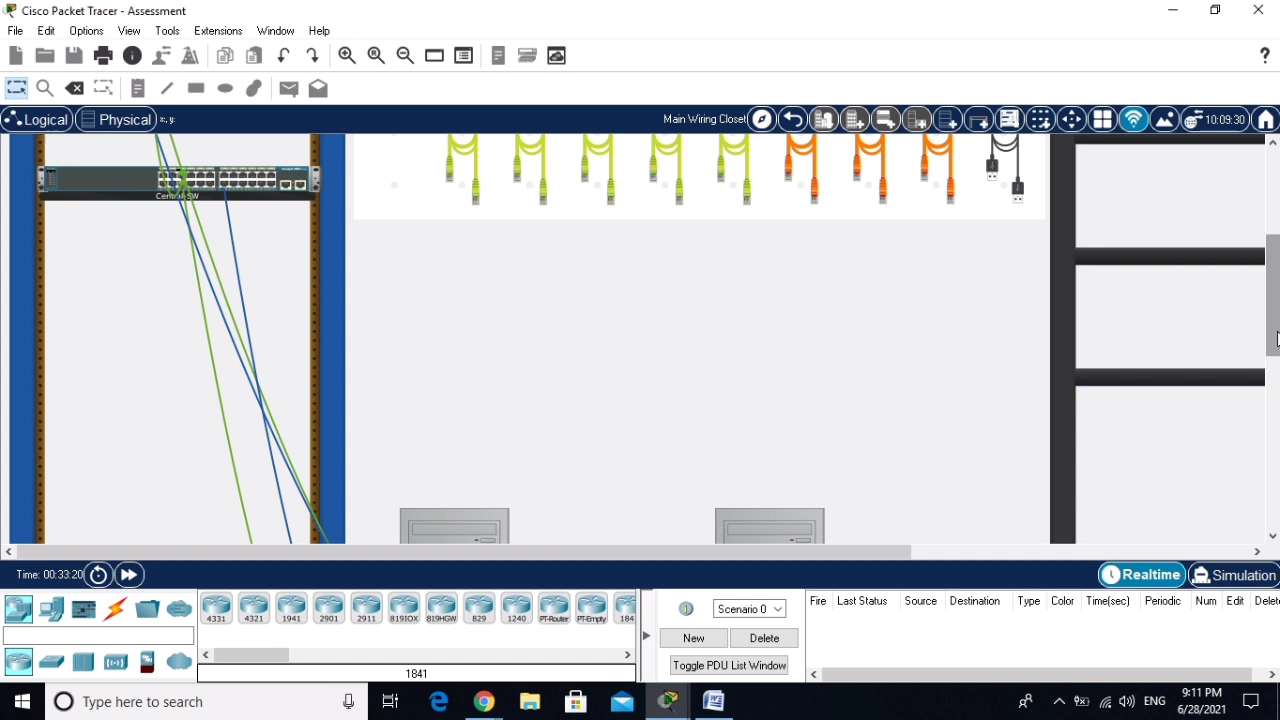 Cisco Packet Tracer - Assessment
File Edit Options View Tools Extensions Window Help
Logical Physical x: y: Main Wiring Closet 10:09:30
Central-SW
Time: 00:33:20 Realtime Simulation
4331 4321 1941 2901 2911 819IOX 819HGW 829 1240 PT-Router PT-Empty 184
1841
Scenario 0
New Delete
Toggle PDU List Window
Fire Last Status Source Destination Type Color Time(sec) Periodic Num Edit Delete
Type here to search
ENG
9:11 PM
6/28/2021